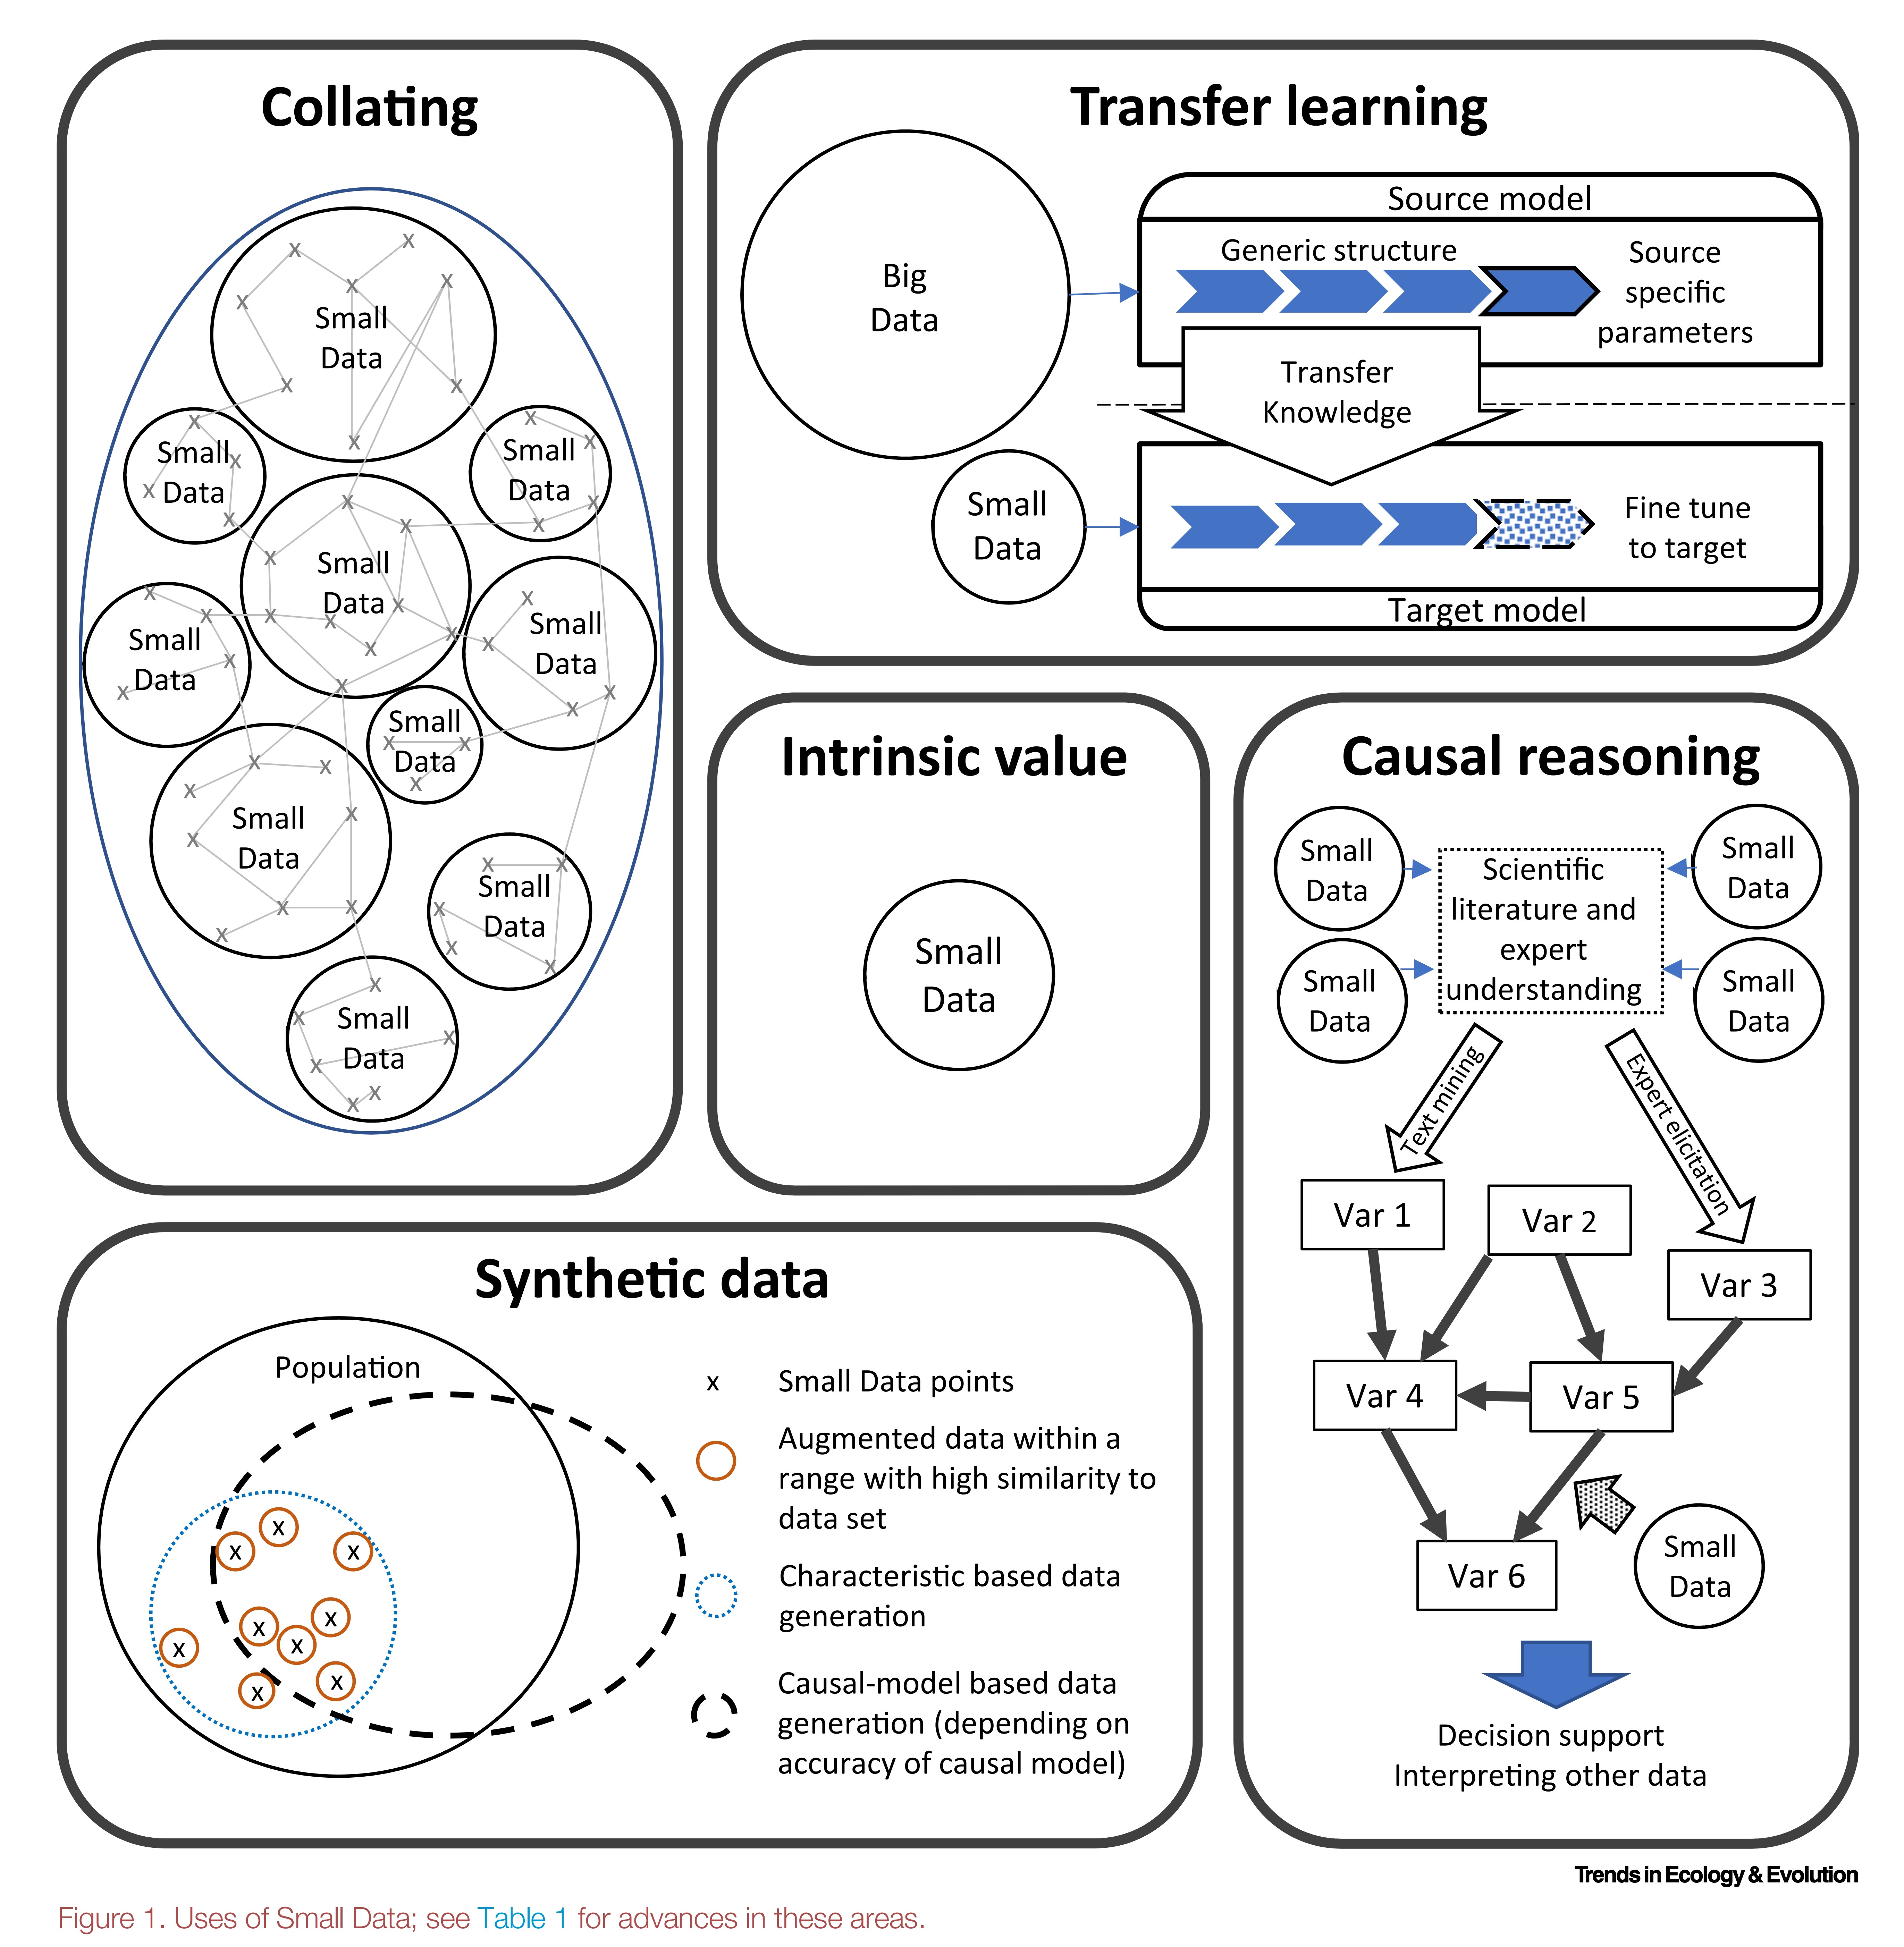 Collating
Small
Data
Small
Data
Small
Data
Small
Data
Small
Data
Small
Data
Small
Data
Small
Data
Small
Data
Small
Data
Transfer learning
Big
Data
Small
Data
Source model
Generic structure
Source
specific
parameters
Transfer
Knowledge
Fine tune
to target
Target model
Intrinsic value
Small
Data
Causal reasoning
Small
Data
Small
Data
Small
Data
Small
Data
Scientific
literature and
expert
understanding
Text mining
Expert elicitation
Var 1
Var 2
Var 3
Var 4
Var 5
Var 6
Small
Data
Decision support
Interpreting other data
Synthetic data
Population
x x x x x x x x x
x Small Data points
Augmented data within a
range with high similarity to
data set
Characteristic based data
generation
Causal-model based data
generation (depending on
accuracy of causal model)
Trends in Ecology & Evolution
Figure 1. Uses of Small Data; see Table 1 for advances in these areas.